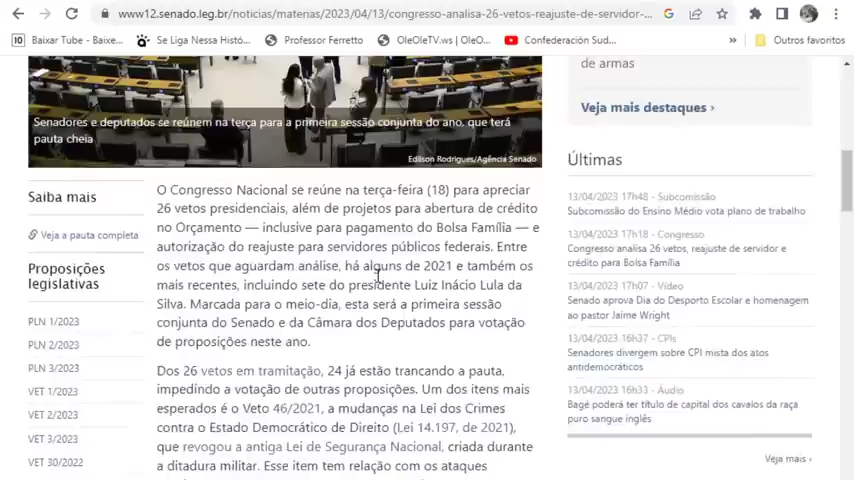 www12.senado.leg.br/noticias/materias/2023/04/13/congresso-analisa-26-vetos-reajuste-de-servidor-...
Baixar Tube - Baixe...
Se Liga Nessa Histó...
Professor Ferretto
OleOleTV.ws | OleO...
Confederación Sud...
»
Outros favoritos
Senadores e deputados se reúnem na terça para a primeira sessão conjunta do ano, que terá
pauta cheia
Edilson Rodrigues/Agência Senado
Saiba mais
Veja a pauta completa
Proposições
legislativas
PLN 1/2023
PLN 2/2023
PLN 3/2023
VET 1/2023
VET 2/2023
VET 3/2023
VET 30/2022
O Congresso Nacional se reúne na terça-feira (18) para apreciar
26 vetos presidenciais, além de projetos para abertura de crédito
no Orçamento — inclusive para pagamento do Bolsa Família — e
autorização do reajuste para servidores públicos federais. Entre
os vetos que aguardam análise, há alguns de 2021 e também os
mais recentes, incluindo sete do presidente Luiz Inácio Lula da
Silva. Marcada para o meio-dia, esta será a primeira sessão
conjunta do Senado e da Câmara dos Deputados para votação
de proposições neste ano.
Dos 26 vetos em tramitação, 24 já estão trancando a pauta,
impedindo a votação de outras proposições. Um dos itens mais
esperados é o Veto 46/2021, a mudanças na Lei dos Crimes
contra o Estado Democrático de Direito (Lei 14.197, de 2021),
que revogou a antiga Lei de Segurança Nacional, criada durante
a ditadura militar. Esse item tem relação com os ataques
de armas
Veja mais destaques ›
Últimas
13/04/2023 17h48 - Subcomissão
Subcomissão do Ensino Médio vota plano de trabalho
13/04/2023 17h18 - Congresso
Congresso analisa 26 vetos, reajuste de servidor e
crédito para Bolsa Família
13/04/2023 17h07 - Vídeo
Senado aprova Dia do Desporto Escolar e homenagem
ao pastor Jaime Wright
13/04/2023 16h37 - CPIs
Senadores divergem sobre CPI mista dos atos
antidemocráticos
13/04/2023 16h33 - Áudio
Bagé poderá ter título de capital dos cavalos da raça
puro sangue inglês
Veja mais ›